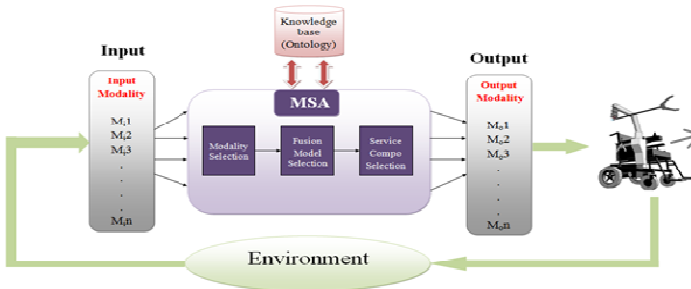 Knowledge
base
(Ontology)
Input
Output
Input
Modality
Mᵢ1
Mᵢ2
Mᵢ3
.
.
.
.
Mᵢn
MSA
Modality
Selection
Fusion
Model
Selection
Service
Compo
Selection
Output
Modality
Mₒ1
Mₒ2
Mₒ3
.
.
.
.
Mₒn
Environment